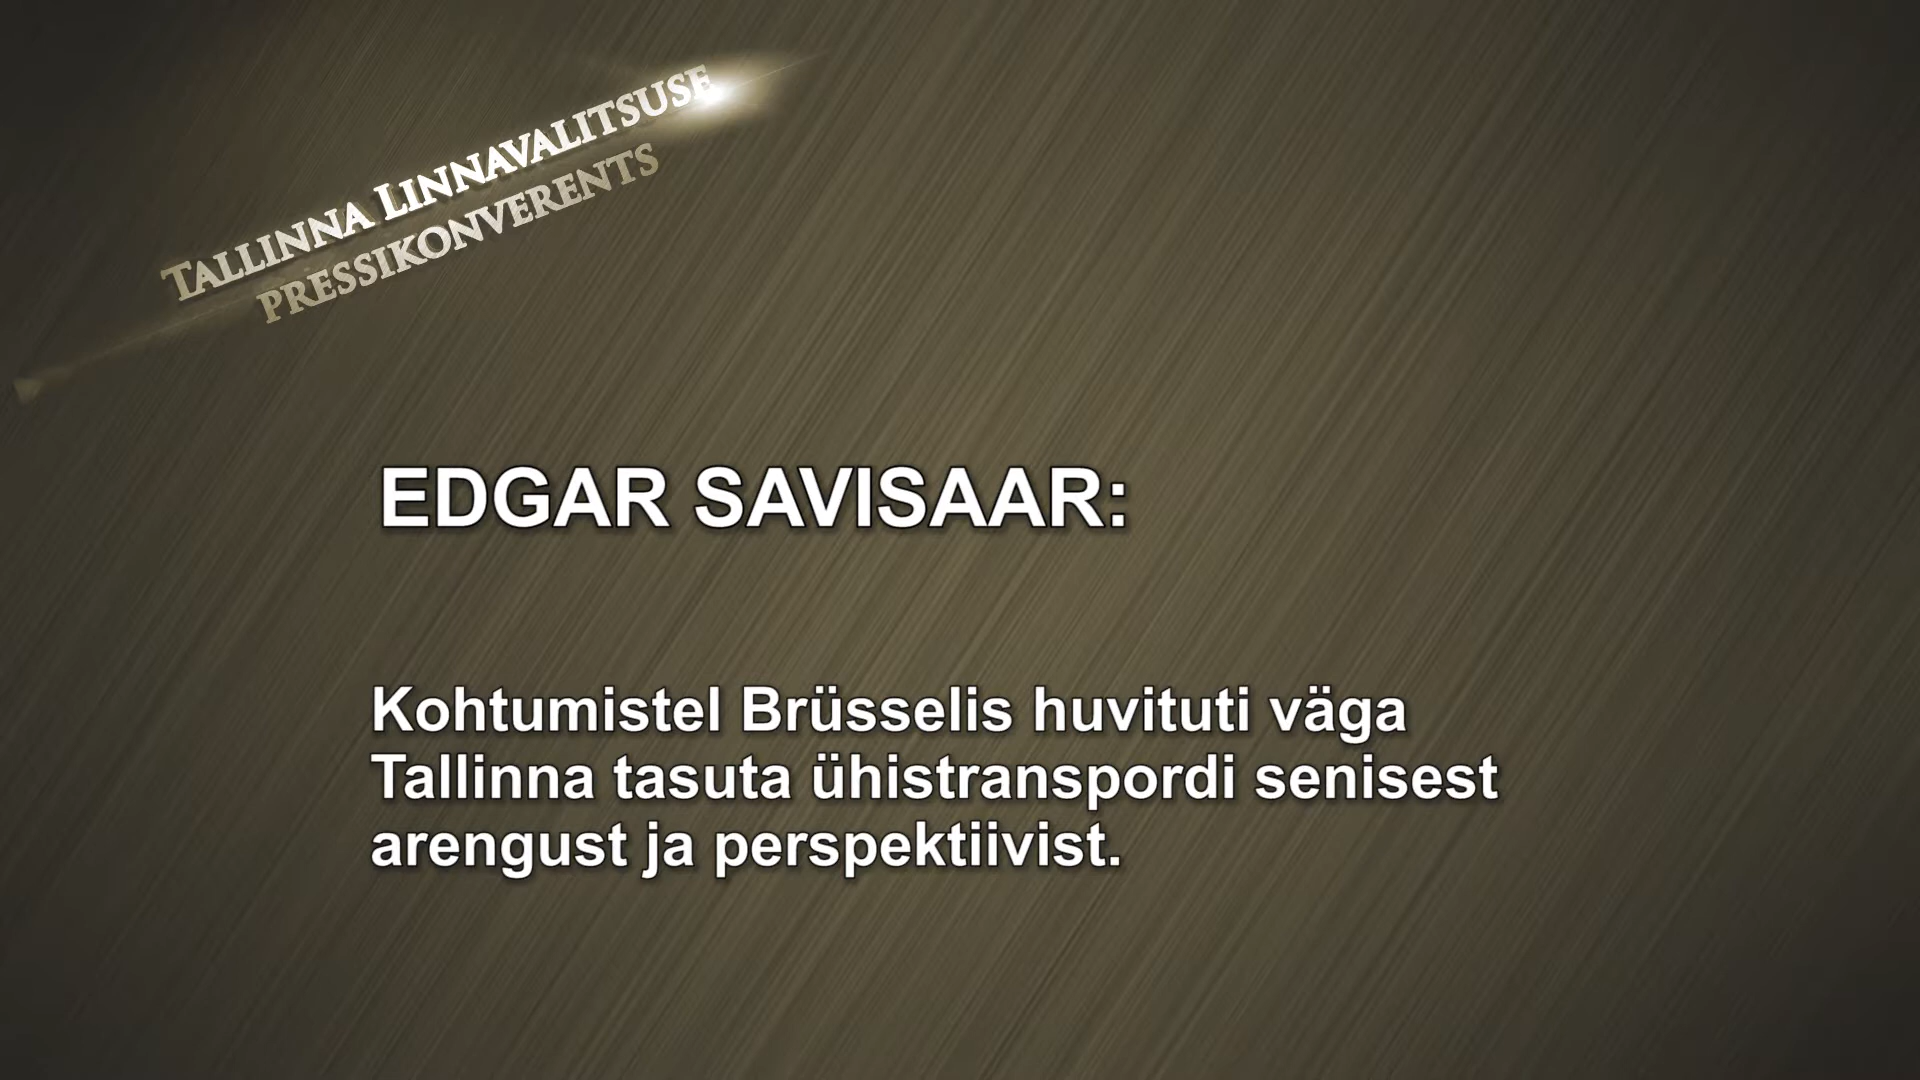 TALLINNA LINNAVALITSUSE
PRESSIKONVERENTS
EDGAR SAVISAAR:
Kohtumistel Brüsselis huvituti väga
Tallinna tasuta ühistranspordi senisest
arengust ja perspektiivist.